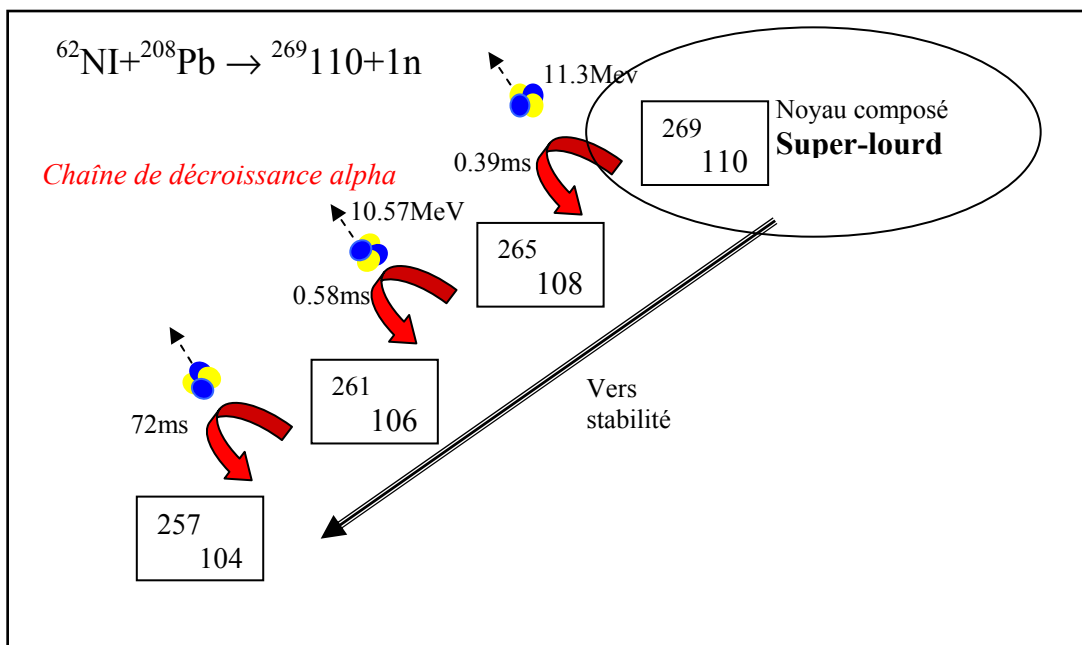 ⁶²NI+²⁰⁸Pb → ²⁶⁹110+1n
11.3Mev
Noyau composé
Super-lourd
269
110
0.39ms
Chaîne de décroissance alpha
10.57MeV
265
108
0.58ms
261
106
Vers
stabilité
72ms
257
104